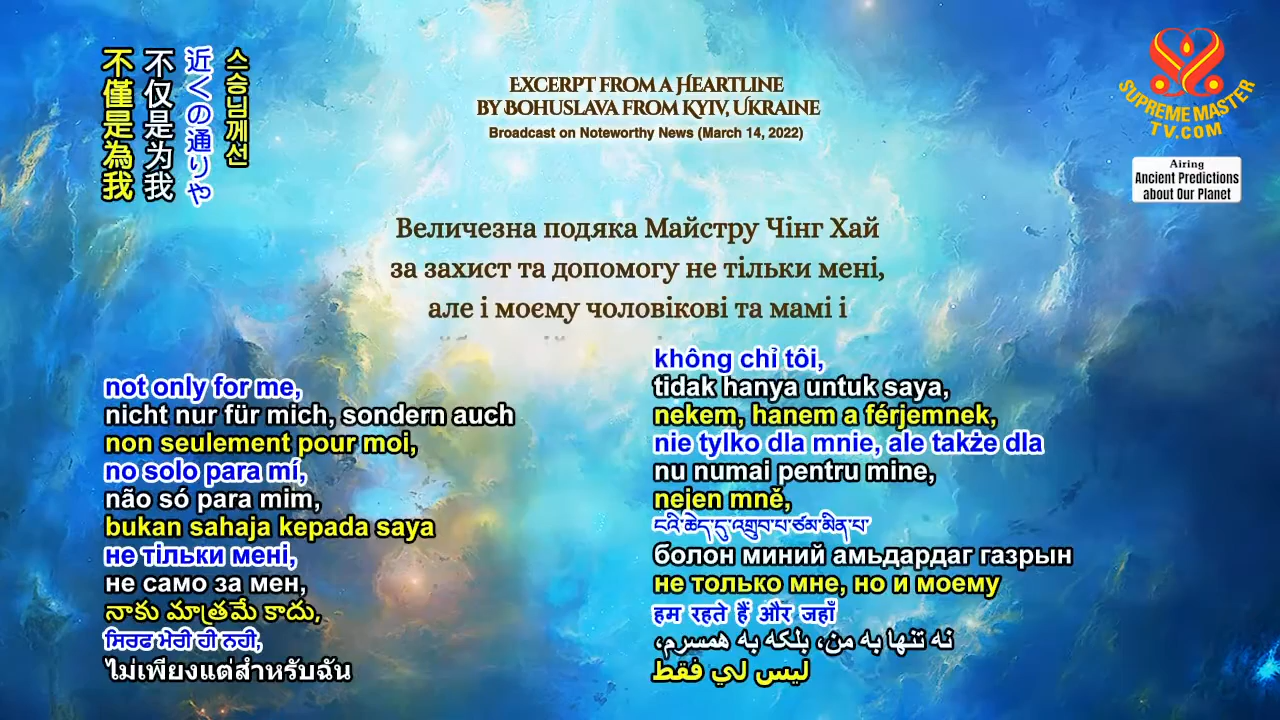 스승님께선
近くの通りや
不仅是为我
不僅是為我
EXCERPT FROM A HEARTLINE
BY BOHUSLAVA FROM KYIV, UKRAINE
Broadcast on Noteworthy News (March 14, 2022)
SUPREME MASTER
TV.COM
Airing
Ancient Predictions
about Our Planet
Величезна подяка Майстру Чінг Хай
за захист та допомогу не тільки мені,
але і моєму чоловікові та мамі і
not only for me,
nicht nur für mich, sondern auch
non seulement pour moi,
no solo para mí,
não só para mim,
bukan sahaja kepada saya
не тільки мені,
не само за мен,
నాకు మాత్రమే కాదు,
ਸਿਰਫ ਮੇਰੀ ਹੀ ਨਹੀ,
ไม่เพียงแต่สำหรับฉัน
không chỉ tôi,
tidak hanya untuk saya,
nekem, hanem a férjemnek,
nie tylko dla mnie, ale także dla
nu numai pentru mine,
nejen mně,
ངའི་ཆེད་དུ་འགྲུབ་པ་ཙམ་མིན་པ་
болон миний амьдардаг газрын
не только мне, но и моему
हम रहते हैं और जहाँ
نه تنها به من، بلکه به همسرم،
ليس لي فقط